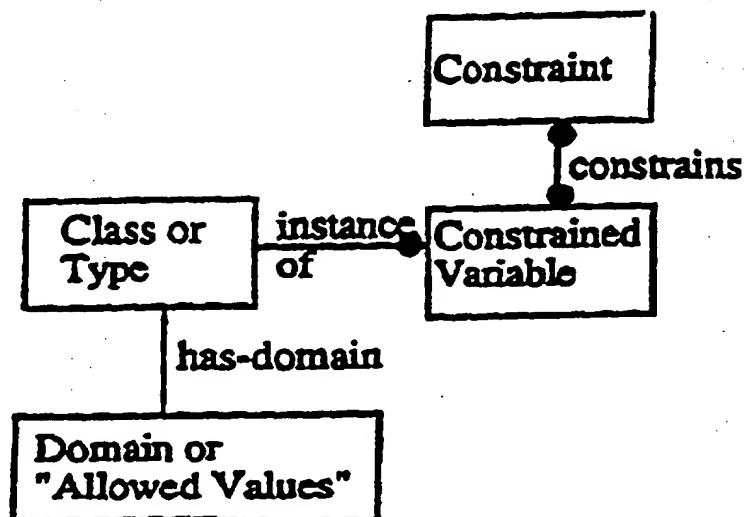 Constraint
constrains
Class or
Type
instance
of
Constrained
Variable
has-domain
Domain or
"Allowed Values"